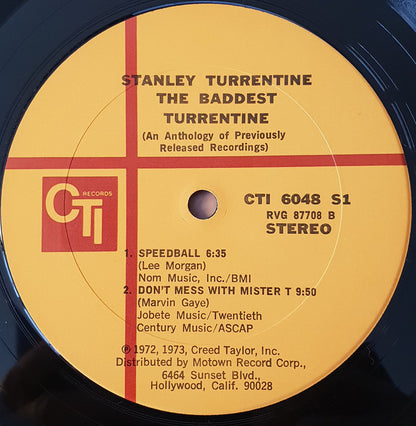 STANLEY TURRENTINE
THE BADDEST
TURRENTINE
(An Anthology of Previously
Released Recordings)
CTI RECORDS
CTI 6048 S1
RVG 87708 B
STEREO
1. SPEEDBALL 6:35
(Lee Morgan)
Nom Music, Inc./BMI
2. DON'T MESS WITH MISTER T 9:50
(Marvin Gaye)
Jobete Music/Twentieth
Century Music/ASCAP
℗ 1972, 1973, Creed Taylor, Inc.
Distributed by Motown Record Corp.,
6464 Sunset Blvd.,
Hollywood, Calif. 90028